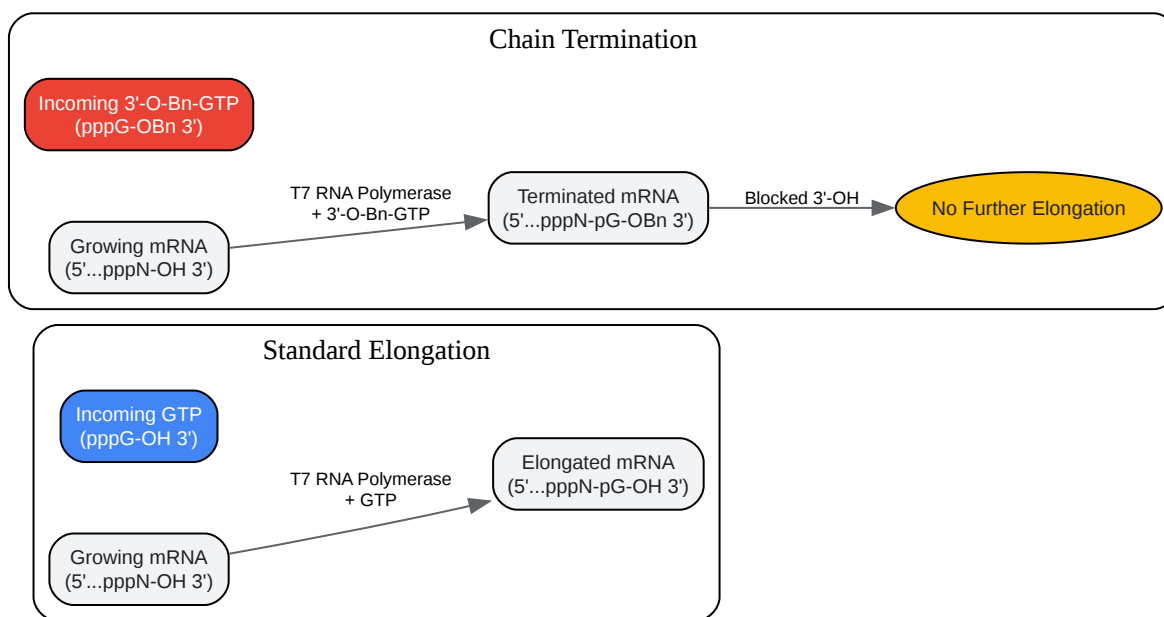 Chain Termination
Incoming 3'-O-Bn-GTP
(pppG-OBn 3')
T7 RNA Polymerase
+ 3'-O-Bn-GTP
Growing mRNA
(5'...pppN-OH 3')
Terminated mRNA
(5'...pppN-pG-OBn 3')
Blocked 3'-OH
No Further Elongation
Standard Elongation
Incoming GTP
(pppG-OH 3')
T7 RNA Polymerase
+ GTP
Growing mRNA
(5'...pppN-OH 3')
Elongated mRNA
(5'...pppN-pG-OH 3')